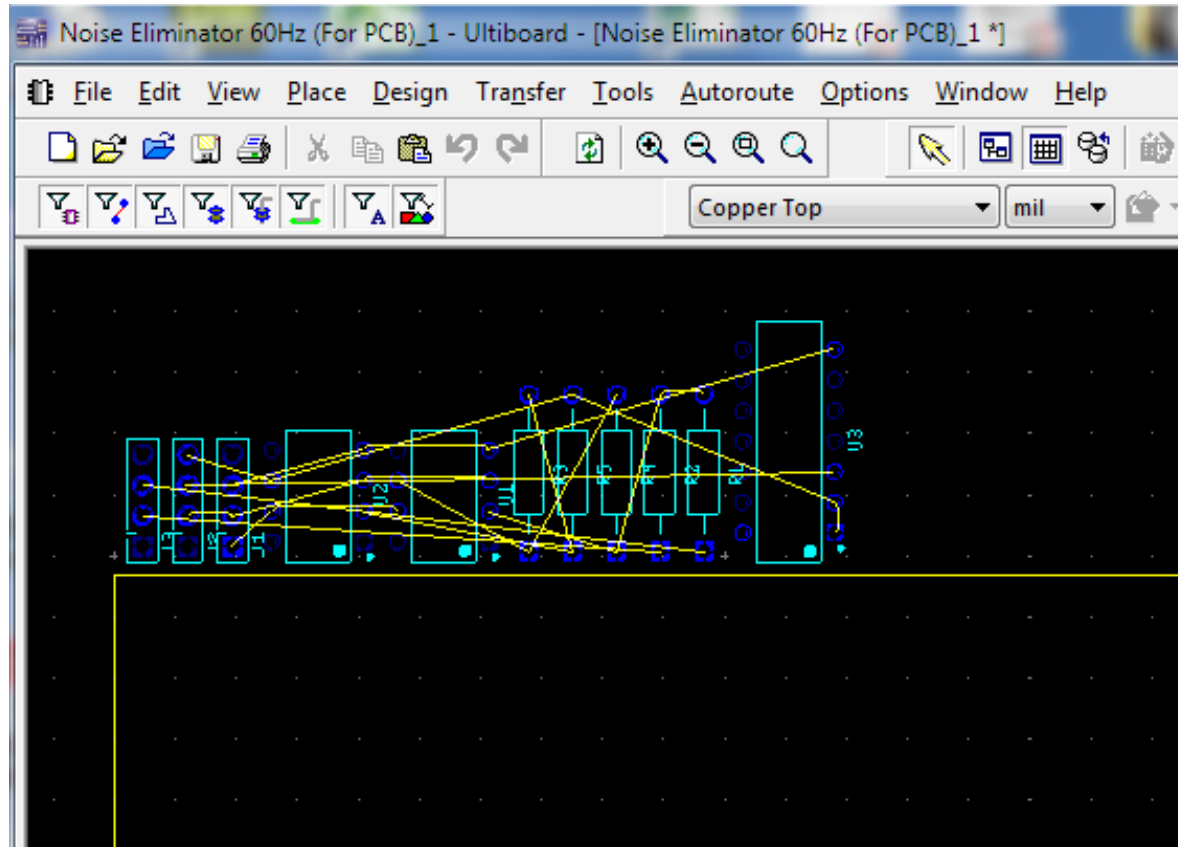 Noise Eliminator 60Hz (For PCB)_1 - Ultiboard - [Noise Eliminator 60Hz (For PCB)_1 *]
File Edit View Place Design Transfer Tools Autoroute Options Window Help
Copper Top mil
J3 J2 J1 U2 U1 R3 R5 R4 R2 R1 U3